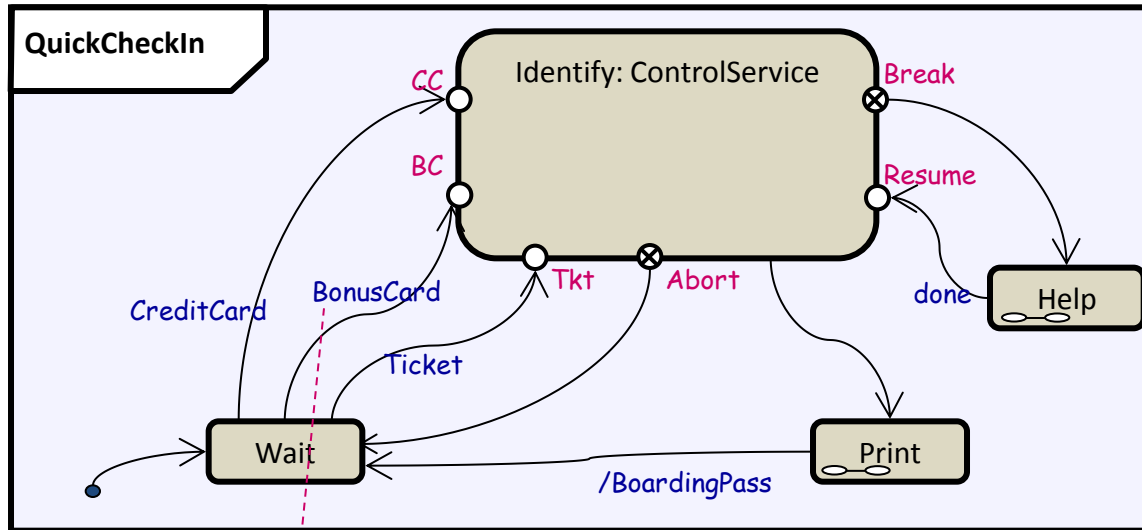 QuickCheckIn
Identify: ControlService
CC
Break
BC
Resume
Tkt
Abort
CreditCard
BonusCard
Ticket
done
Help
Wait
Print
/BoardingPass